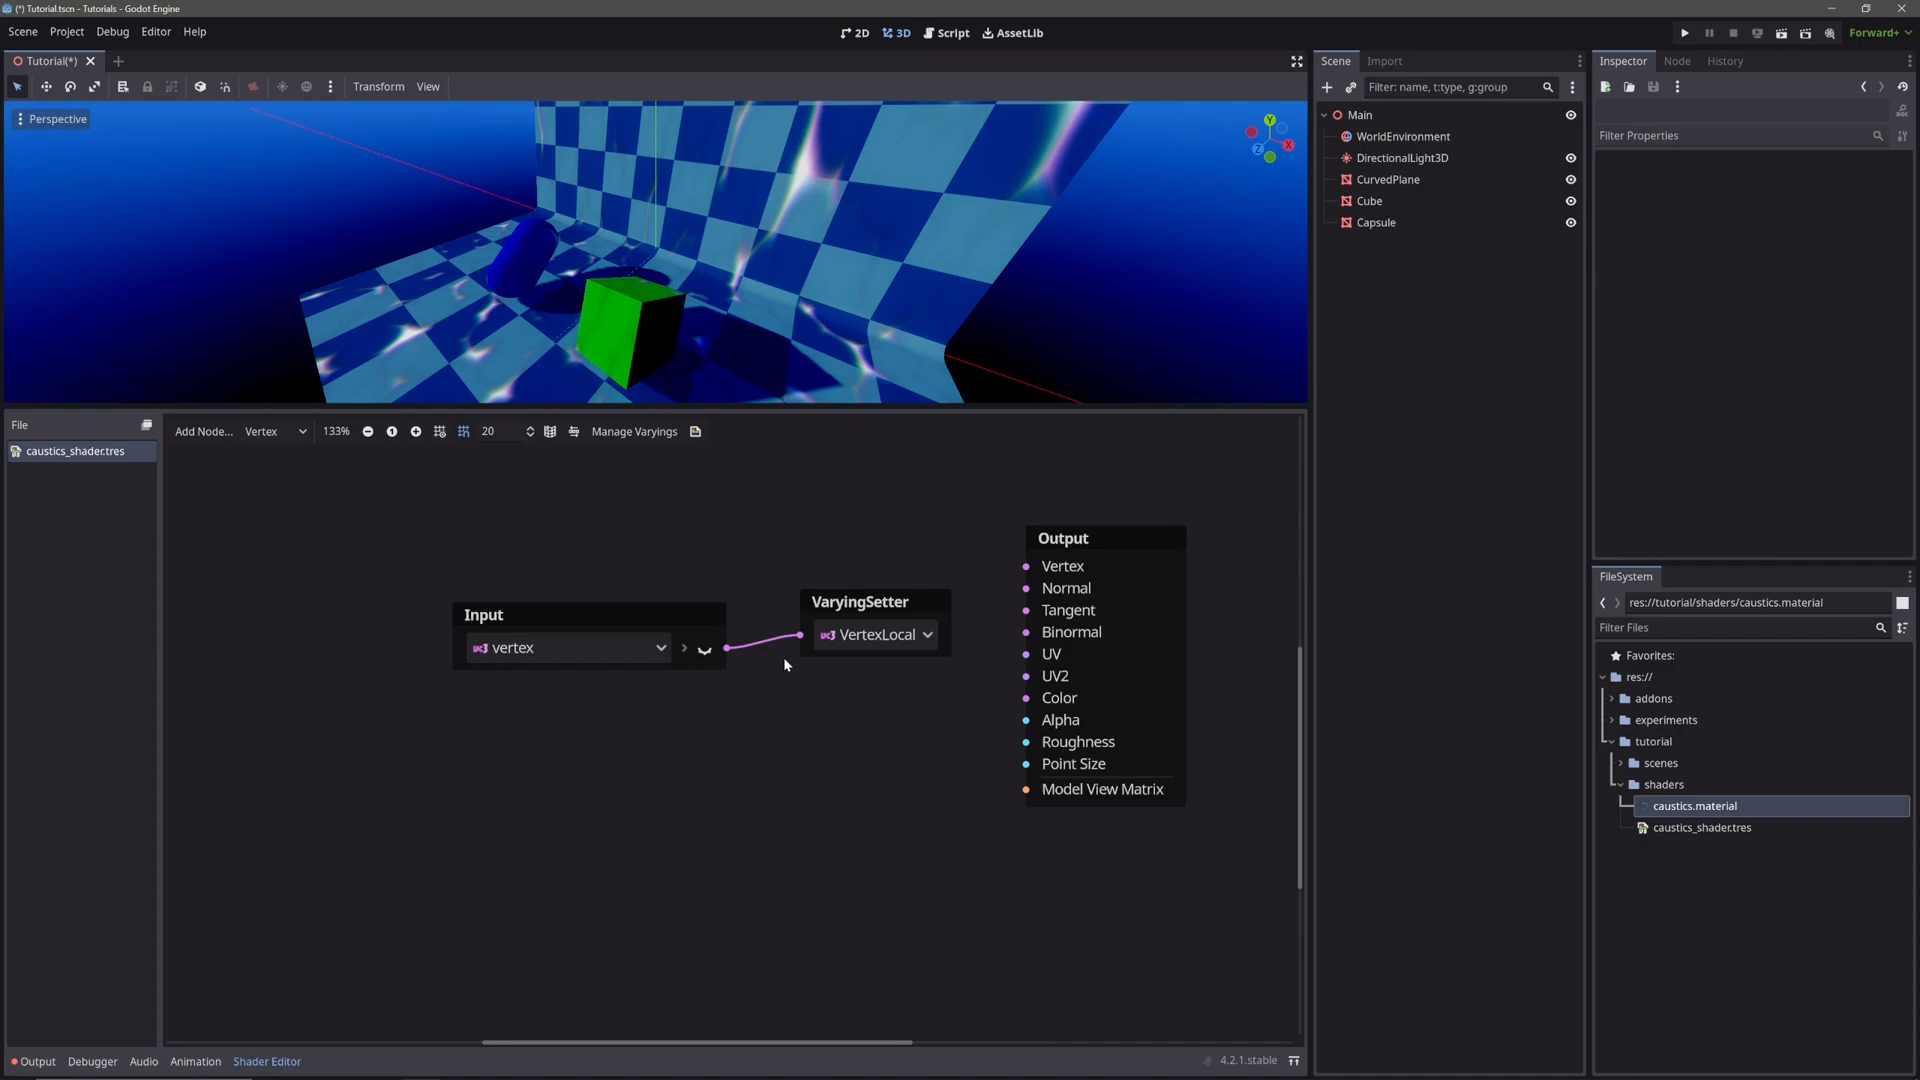 (*) Tutorial.tscn - Tutorials - Godot Engine
Scene Project Debug Editor Help
2D 3D Script AssetLib
Forward+
Tutorial(*)
Transform View
Perspective
Y
X
Z
File
caustics_shader.tres
Add Node... Vertex 133% 20 Manage Varyings
Input
vc3 vertex
VaryingSetter
vc3 VertexLocal
Output
Vertex
Normal
Tangent
Binormal
UV
UV2
Color
Alpha
Roughness
Point Size
Model View Matrix
Output Debugger Audio Animation Shader Editor
4.2.1.stable
Scene Import
Filter: name, t:type, g:group
Main
WorldEnvironment
DirectionalLight3D
CurvedPlane
Cube
Capsule
Inspector Node History
DOC
Filter Properties
FileSystem
res://tutorial/shaders/caustics.material
Filter Files
Favorites:
res://
addons
experiments
tutorial
scenes
shaders
caustics.material
caustics_shader.tres